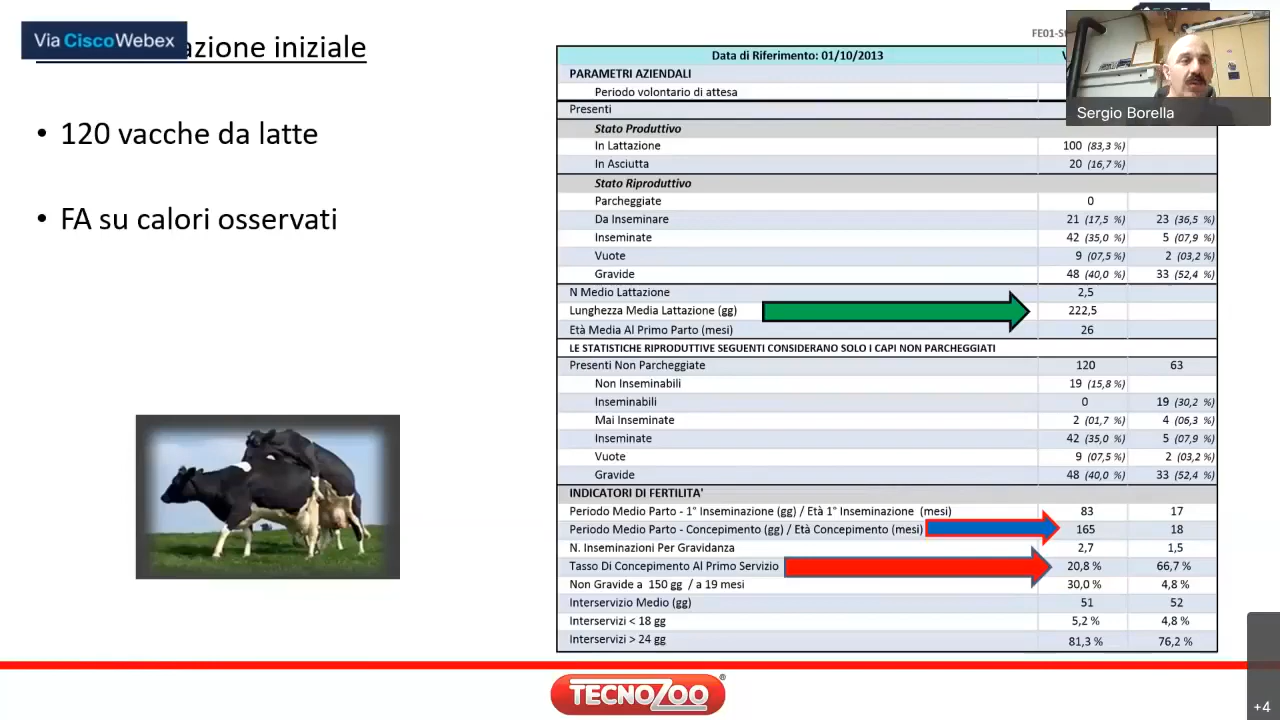 Via Cisco Webex
azione iniziale
• 120 vacche da latte
• FA su calori osservati
FE01-S
Data di Riferimento: 01/10/2013
PARAMETRI AZIENDALI
Periodo volontario di attesa
Presenti
Stato Produttivo
In Lattazione 100 (83,3 %)
In Asciutta 20 (16,7 %)
Stato Riproduttivo
Parcheggiate 0
Da Inseminare 21 (17,5 %) 23 (36,5 %)
Inseminate 42 (35,0 %) 5 (07,9 %)
Vuote 9 (07,5 %) 2 (03,2 %)
Gravide 48 (40,0 %) 33 (52,4 %)
N Medio Lattazione 2,5
Lunghezza Media Lattazione (gg) 222,5
Età Media Al Primo Parto (mesi) 26
LE STATISTICHE RIPRODUTTIVE SEGUENTI CONSIDERANO SOLO I CAPI NON PARCHEGGIATI
Presenti Non Parcheggiate 120 63
Non Inseminabili 19 (15,8 %)
Inseminabili 0 19 (30,2 %)
Mai Inseminate 2 (01,7 %) 4 (06,3 %)
Inseminate 42 (35,0 %) 5 (07,9 %)
Vuote 9 (07,5 %) 2 (03,2 %)
Gravide 48 (40,0 %) 33 (52,4 %)
INDICATORI DI FERTILITA'
Periodo Medio Parto - 1° Inseminazione (gg) / Età 1° Inseminazione (mesi) 83 17
Periodo Medio Parto - Concepimento (gg) / Età Concepimento (mesi) 165 18
N. Inseminazioni Per Gravidanza 2,7 1,5
Tasso Di Concepimento Al Primo Servizio 20,8 % 66,7 %
Non Gravide a 150 gg / a 19 mesi 30,0 % 4,8 %
Interservizio Medio (gg) 51 52
Interservizi < 18 gg 5,2 % 4,8 %
Interservizi > 24 gg 81,3 % 76,2 %
Sergio Borella
TECNOZOO®
+4